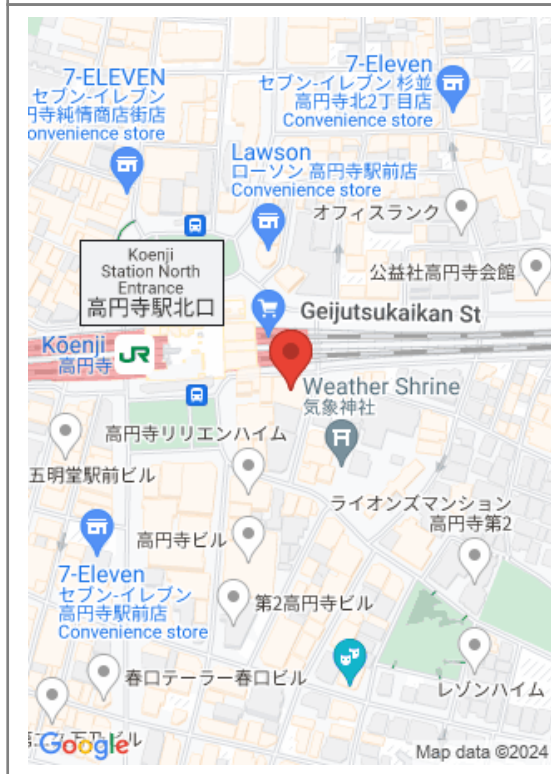 7-Eleven
セブン-イレブン 杉並
高円寺北2丁目店
Convenience store
7-ELEVEN
セブン-イレブン
円寺純情商店街店
onvenience store
Lawson
ローソン 高円寺駅前店
Convenience store
オフィスランク
公益社高円寺会館
Koenji
Station North
Entrance
高円寺駅北口
Geijutsukaikan St
Kōenji
高円寺
JR
Weather Shrine
気象神社
高円寺リリエンハイム
五明堂駅前ビル
ライオンズマンション
高円寺第2
高円寺ビル
7-Eleven
セブン-イレブン
高円寺駅前店
Convenience store
第2高円寺ビル
春口テーラー春口ビル
レゾンハイム
ビル
Google
Map data ©2024